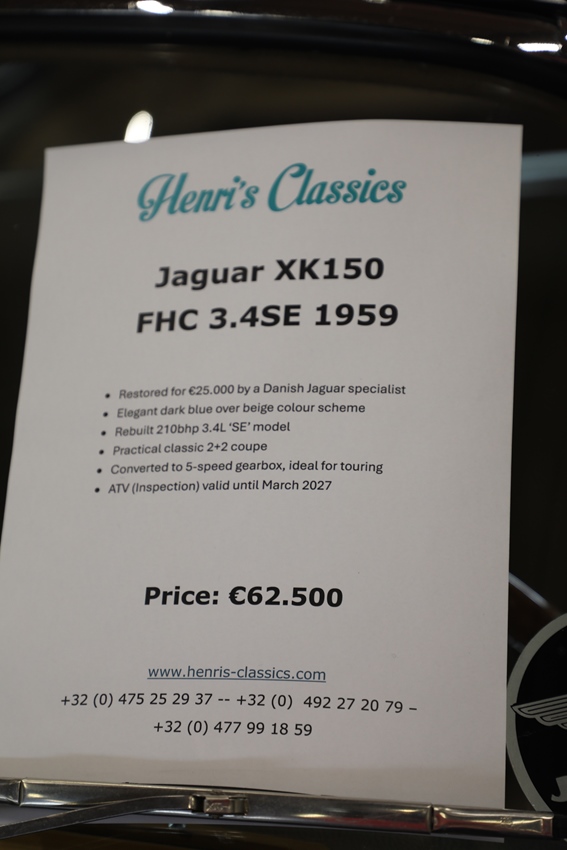 Henri's Classics
Jaguar XK150
FHC 3.4SE 1959
• Restored for €25.000 by a Danish Jaguar specialist
• Elegant dark blue over beige colour scheme
• Rebuilt 210bhp 3.4L ‘SE’ model
• Practical classic 2+2 coupe
• Converted to 5-speed gearbox, ideal for touring
• ATV (Inspection) valid until March 2027
Price: €62.500
www.henris-classics.com
+32 (0) 475 25 29 37 -- +32 (0)  492 27 20 79 –
+32 (0) 477 99 18 59